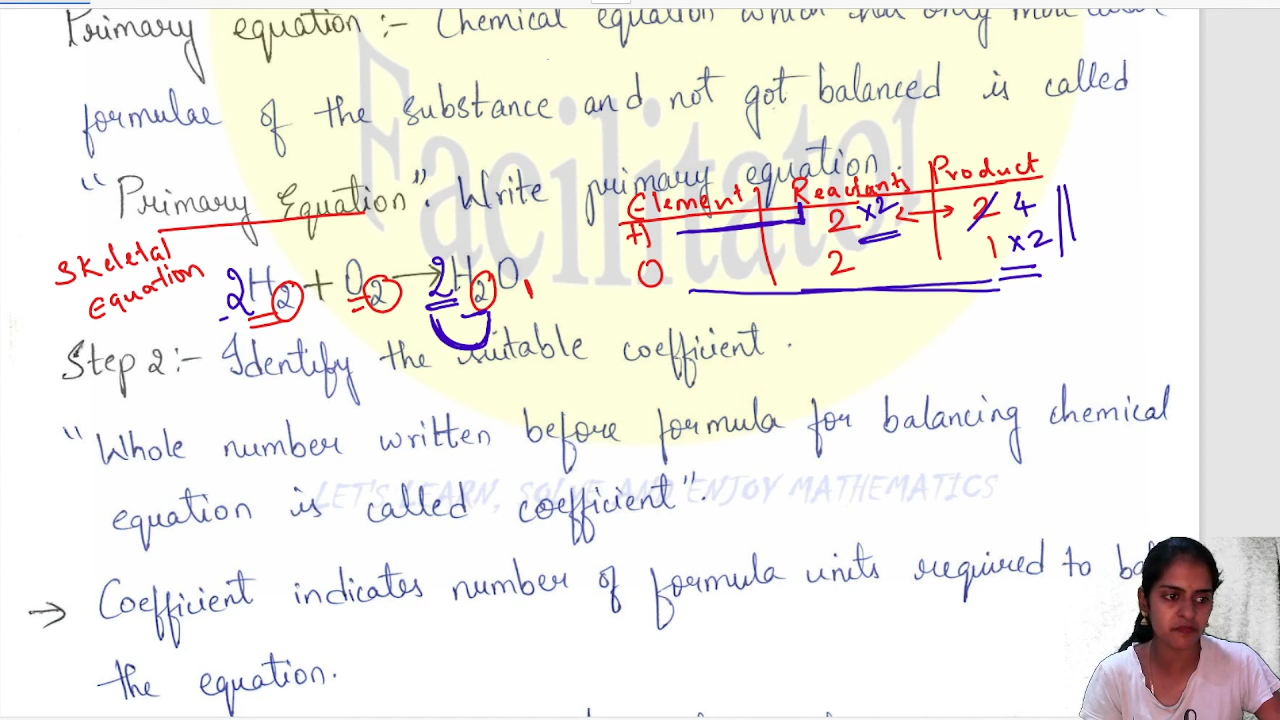 Primary equation :- Chemical equation which has only molecular
formulae of the substance and not got balanced is called
"Primary Equation". Write primary equation.
Element Reactants Product
H 2 x2 2 4
O 2 1 x2
Skeletal
Equation
2H2 + O2 → 2H2O1
Step 2:- Identify the suitable coefficient.
"Whole number written before formula for balancing chemical
equation is called coefficient".
→ Coefficient indicates number of formula units required to ba
the equation.
Facilitator
LET'S LEARN, SOLVE AND ENJOY MATHEMATICS